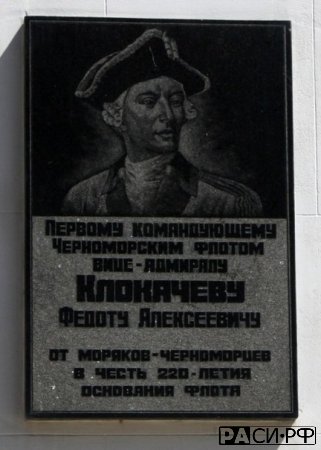 Первому командующему
Черноморским флотом
вице-адмиралу
Клокачеву
Федоту Алексеевичу
от моряков-черноморцев
в честь 220-летия
основания флота
РАСИ.РФ